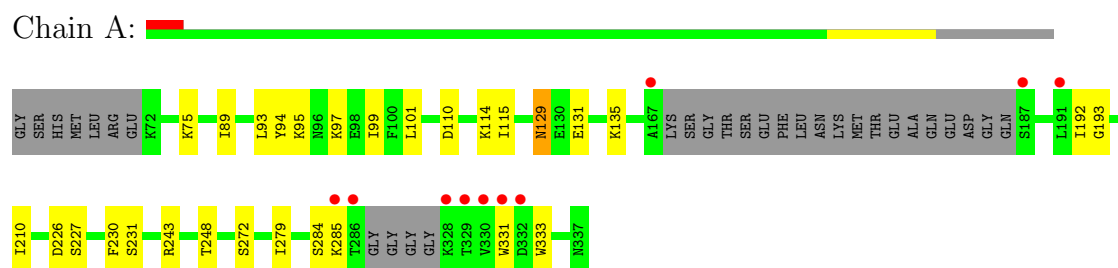 Chain A:
GLY SER HIS MET LEU ARG GLU K72 K75 I89 L93 Y94 K95 N96 K97 E98 I99 F100 L101 D110 K114 I115 N129 E130 E131 K135 A167 LYS SER GLY THR SER GLU PHE LEU ASN LYS MET THR GLU ALA GLN GLU ASP GLY GLN S187 L191 I192 G193
I210 D226 S227 F230 S231 R243 T248 S272 I279 S284 K285 T286 GLY GLY GLY GLY K328 T329 V330 W331 D332 W333 N337